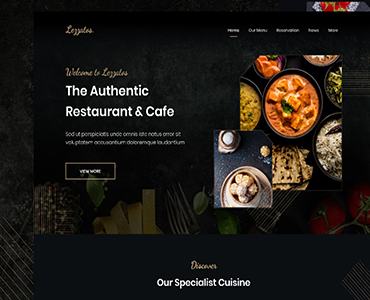 Lezzatos.
Home Our Menu Reservation News More
Welcome to Lezzatos
The Authentic
Restaurant & Cafe
Sed ut perspiciatis unde omnis iste natus error sit
voluptatem accusantium doloremque laudantium
VIEW MORE
Discover
Our Specialist Cuisine